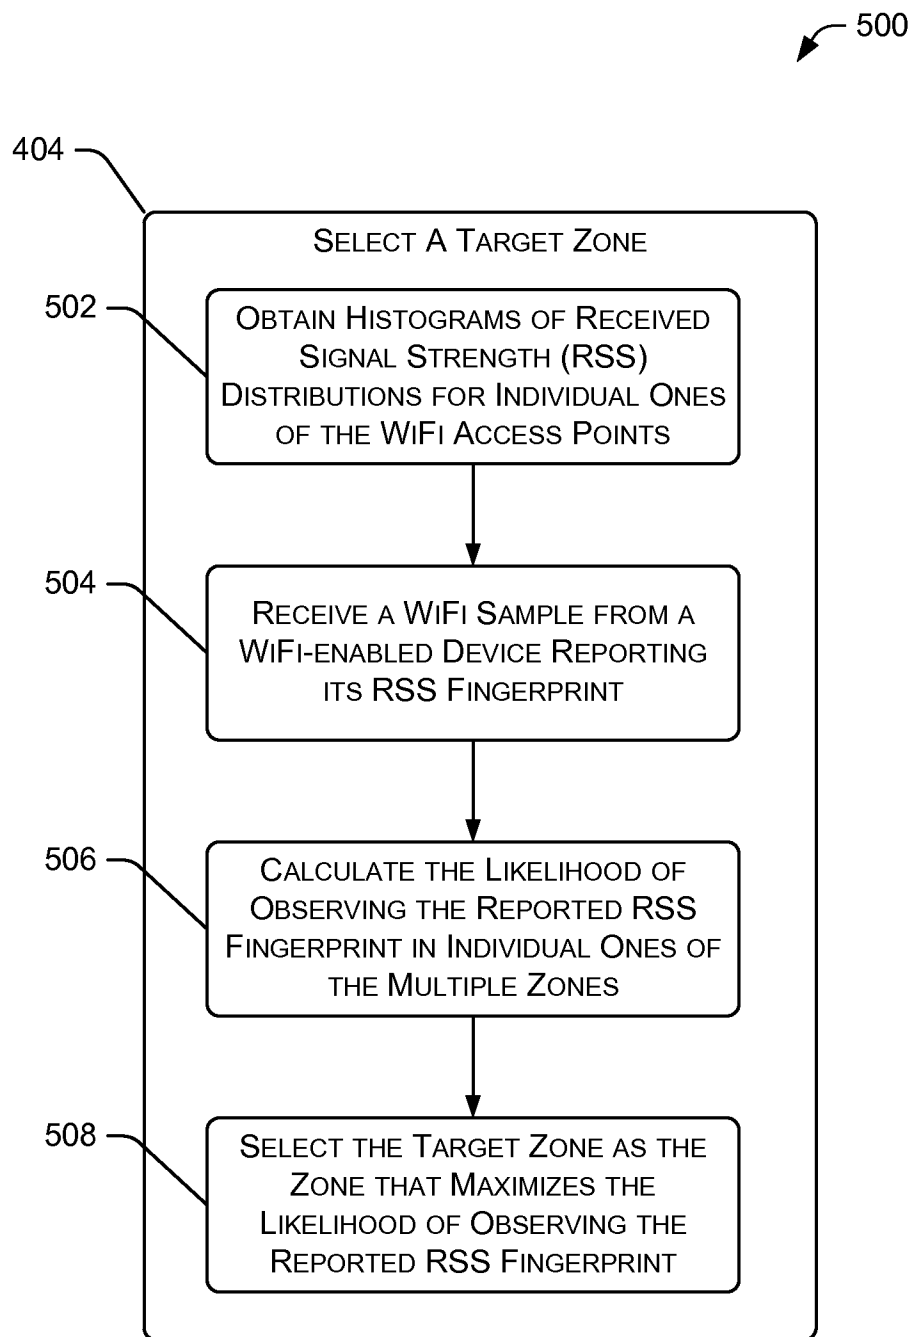 500
404
SELECT A TARGET ZONE
502
OBTAIN HISTOGRAMS OF RECEIVED
SIGNAL STRENGTH (RSS)
DISTRIBUTIONS FOR INDIVIDUAL ONES
OF THE WIFI ACCESS POINTS
504
RECEIVE A WIFI SAMPLE FROM A
WIFI-ENABLED DEVICE REPORTING
ITS RSS FINGERPRINT
506
CALCULATE THE LIKELIHOOD OF
OBSERVING THE REPORTED RSS
FINGERPRINT IN INDIVIDUAL ONES OF
THE MULTIPLE ZONES
508
SELECT THE TARGET ZONE AS THE
ZONE THAT MAXIMIZES THE
LIKELIHOOD OF OBSERVING THE
REPORTED RSS FINGERPRINT